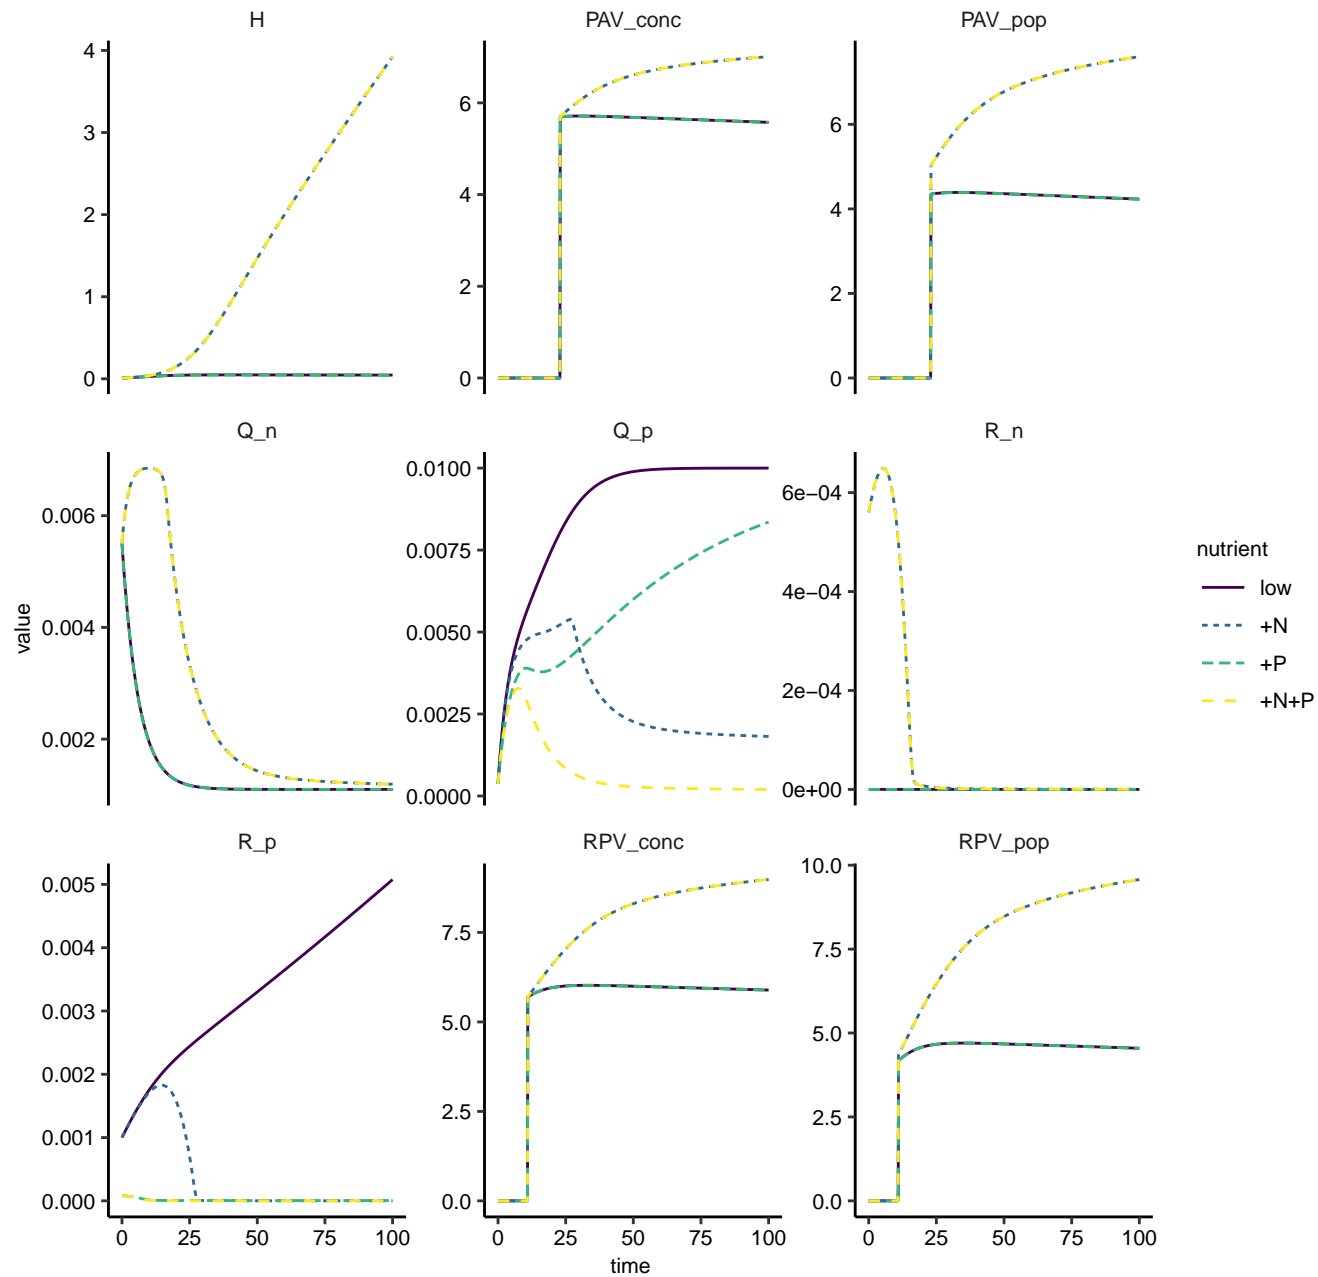 H
PAV_conc
PAV_pop
4
3
2
1
0
6
4
2
0
6
4
2
0
Q_n
Q_p
R_n
0.006
0.004
0.002
0.0100
0.0075
0.0050
0.0025
0.0000
6e−04
4e−04
2e−04
0e+00
R_p
RPV_conc
RPV_pop
0.005
0.004
0.003
0.002
0.001
0.000
7.5
5.0
2.5
0.0
10.0
7.5
5.0
2.5
0.0
0 25 50 75 100
0 25 50 75 100
0 25 50 75 100
time
value
nutrient
low
+N
+P
+N+P